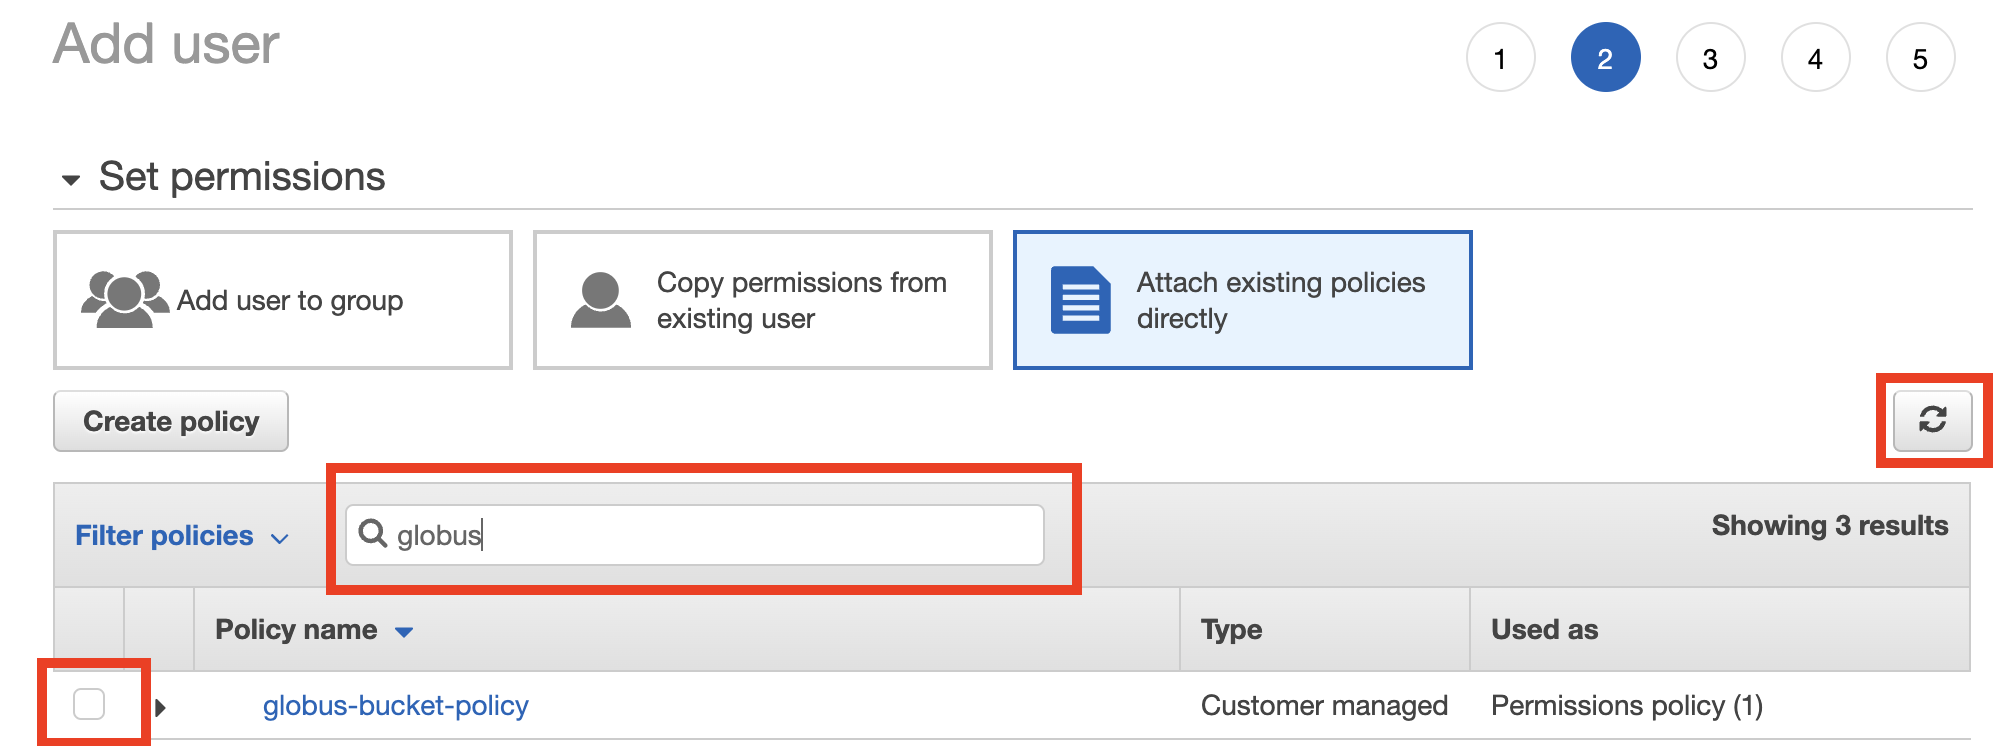 Add user
1 2 3 4 5
Set permissions
Add user to group
Copy permissions from
existing user
Attach existing policies
directly
Create policy
Filter policies
globus
Showing 3 results
Policy name Type Used as
globus-bucket-policy Customer managed Permissions policy (1)